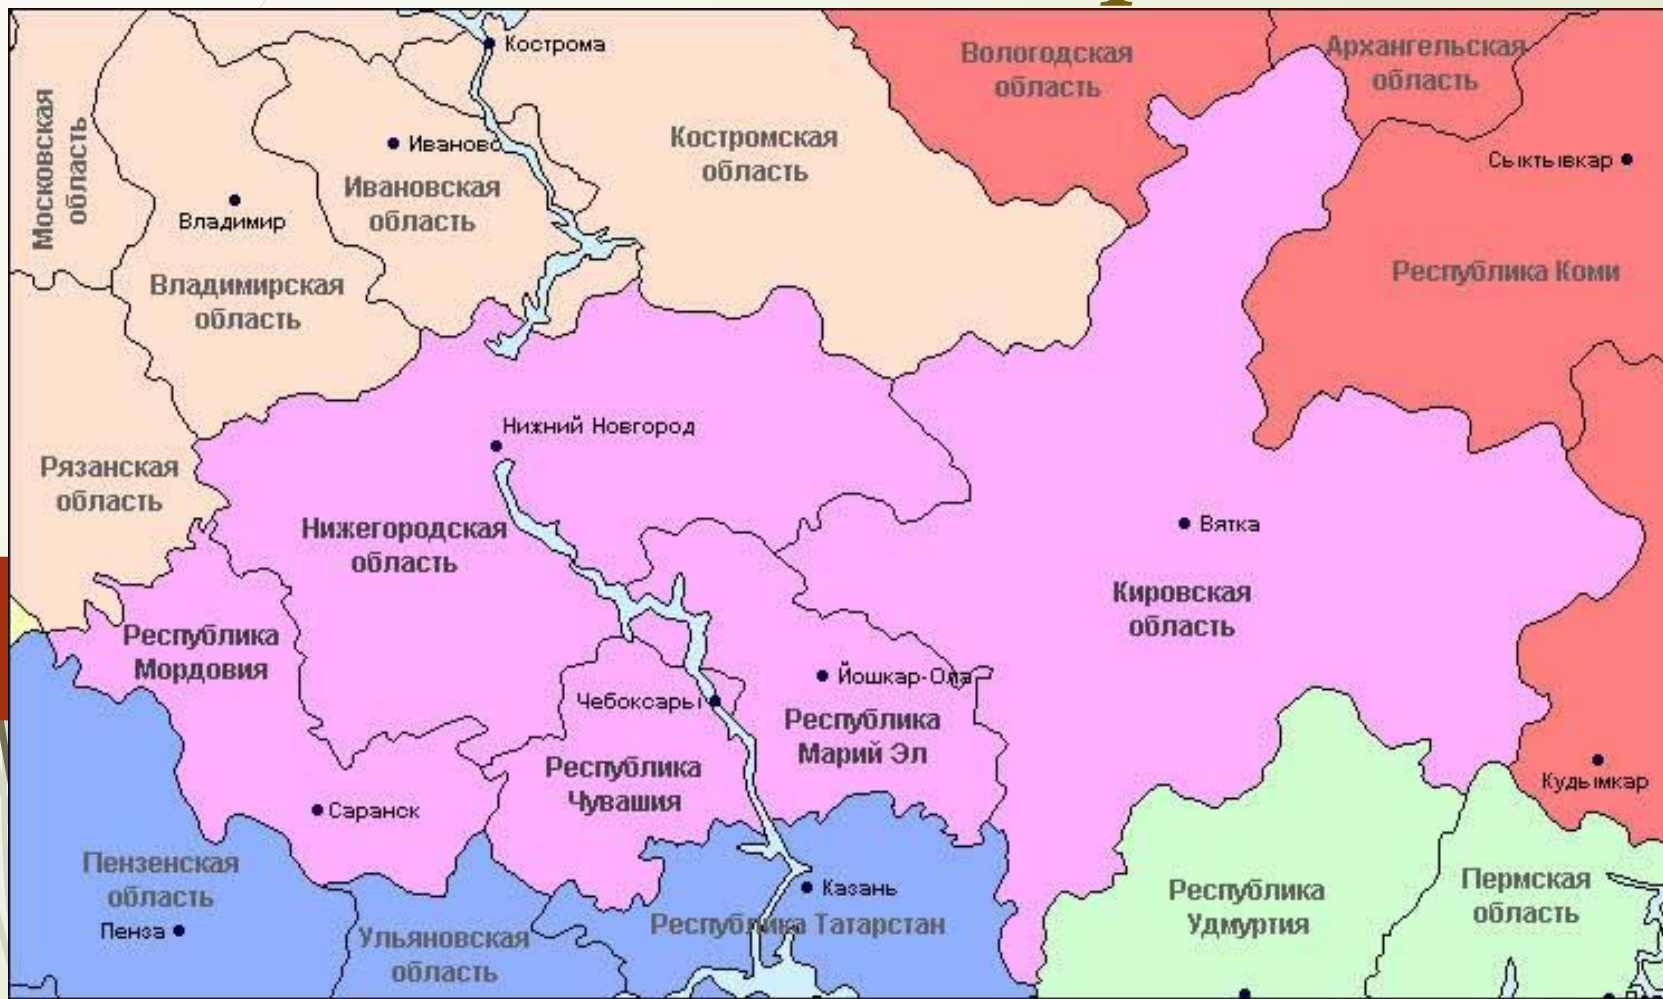 Кострома
Вологодская
область
Архангельская
область
Московская
область
Костромская
область
Иваново
Ивановская
область
Сыктывкар
Владимир
Владимирская
область
Республика Коми
Нижний Новгород
Рязанская
область
Нижегородская
область
Вятка
Кировская
область
Республика
Мордовия
Йошкар-Ола
Чебоксары
Республика
Марий Эл
Республика
Чувашия
Кудымкар
Саранск
Пензенская
область
Пенза
Казань
Республика Татарстан
Ульяновская
область
Республика
Удмуртия
Пермская
область